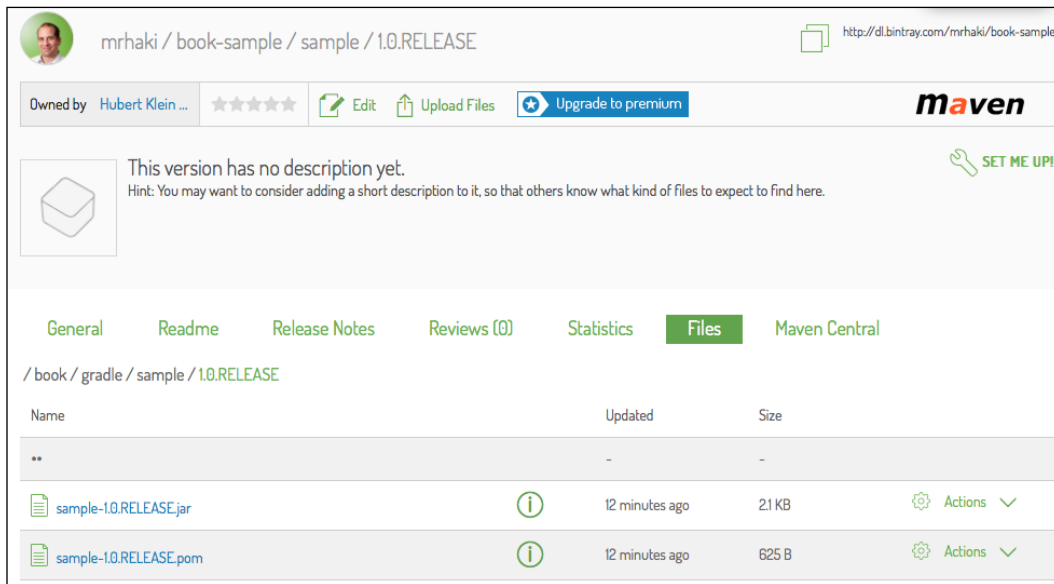 mrhaki / book-sample / sample / 1.0.RELEASE
http://dl.bintray.com/mrhaki/book-sample
Owned by Hubert Klein ...
Edit
Upload Files
Upgrade to premium
maven
This version has no description yet.
SET ME UP!
Hint: You may want to consider adding a short description to it, so that others know what kind of files to expect to find here.
General Readme Release Notes Reviews (0) Statistics Files Maven Central
/ book / gradle / sample / 1.0.RELEASE
Name Updated Size
•• - -
sample-1.0.RELEASE.jar 12 minutes ago 2.1 KB Actions
sample-1.0.RELEASE.pom 12 minutes ago 625 B Actions